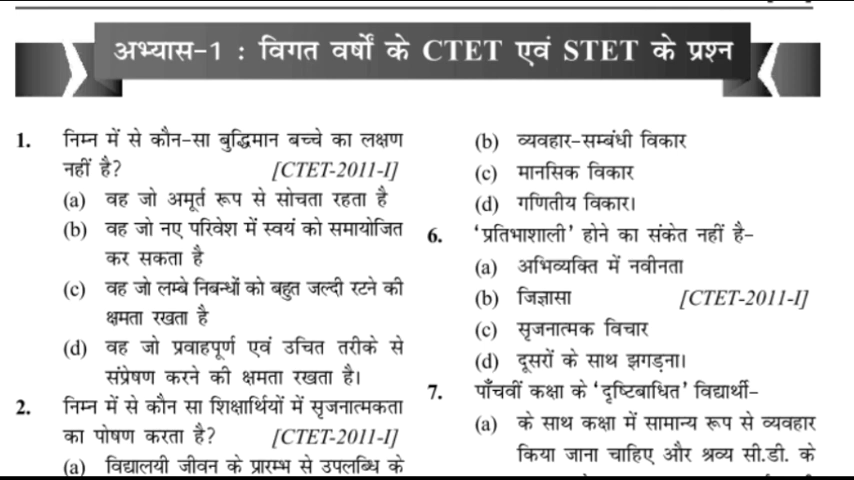 अभ्यास-1 : विगत वर्षों के CTET एवं STET के प्रश्न
1. निम्न में से कौन-सा बुद्धिमान बच्चे का लक्षण
नहीं है? [CTET-2011-I]
(a) वह जो अमूर्त रूप से सोचता रहता है
(b) वह जो नए परिवेश में स्वयं को समायोजित
कर सकता है
(c) वह जो लम्बे निबन्धों को बहुत जल्दी रटने की
क्षमता रखता है
(d) वह जो प्रवाहपूर्ण एवं उचित तरीके से
संप्रेषण करने की क्षमता रखता है।
2. निम्न में से कौन सा शिक्षार्थियों में सृजनात्मकता
का पोषण करता है? [CTET-2011-I]
(a) विद्यालयी जीवन के प्रारम्भ से उपलब्धि के
(b) व्यवहार-सम्बंधी विकार
(c) मानसिक विकार
(d) गणितीय विकार।
6. 'प्रतिभाशाली' होने का संकेत नहीं है-
(a) अभिव्यक्ति में नवीनता
(b) जिज्ञासा [CTET-2011-I]
(c) सृजनात्मक विचार
(d) दूसरों के साथ झगड़ना।
7. पाँचवीं कक्षा के 'दृष्टिबाधित' विद्यार्थी-
(a) के साथ कक्षा में सामान्य रूप से व्यवहार
किया जाना चाहिए और श्रव्य सी.डी. के